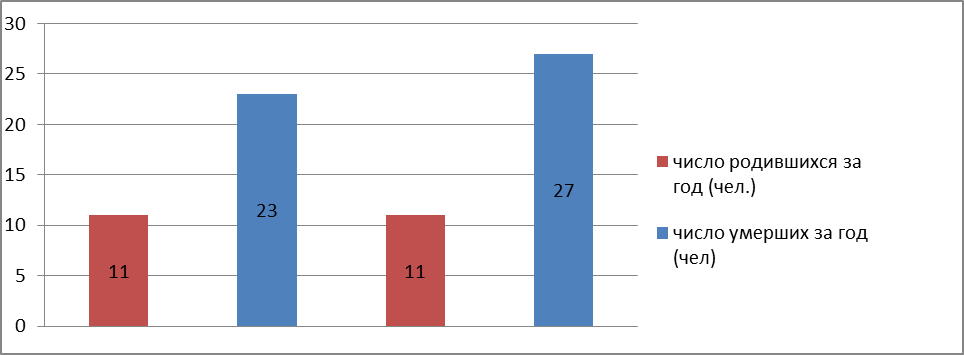 30
25
20
15
10
5
0
11
23
11
27
число родившихся за
год (чел.)
число умерших за год
(чел)